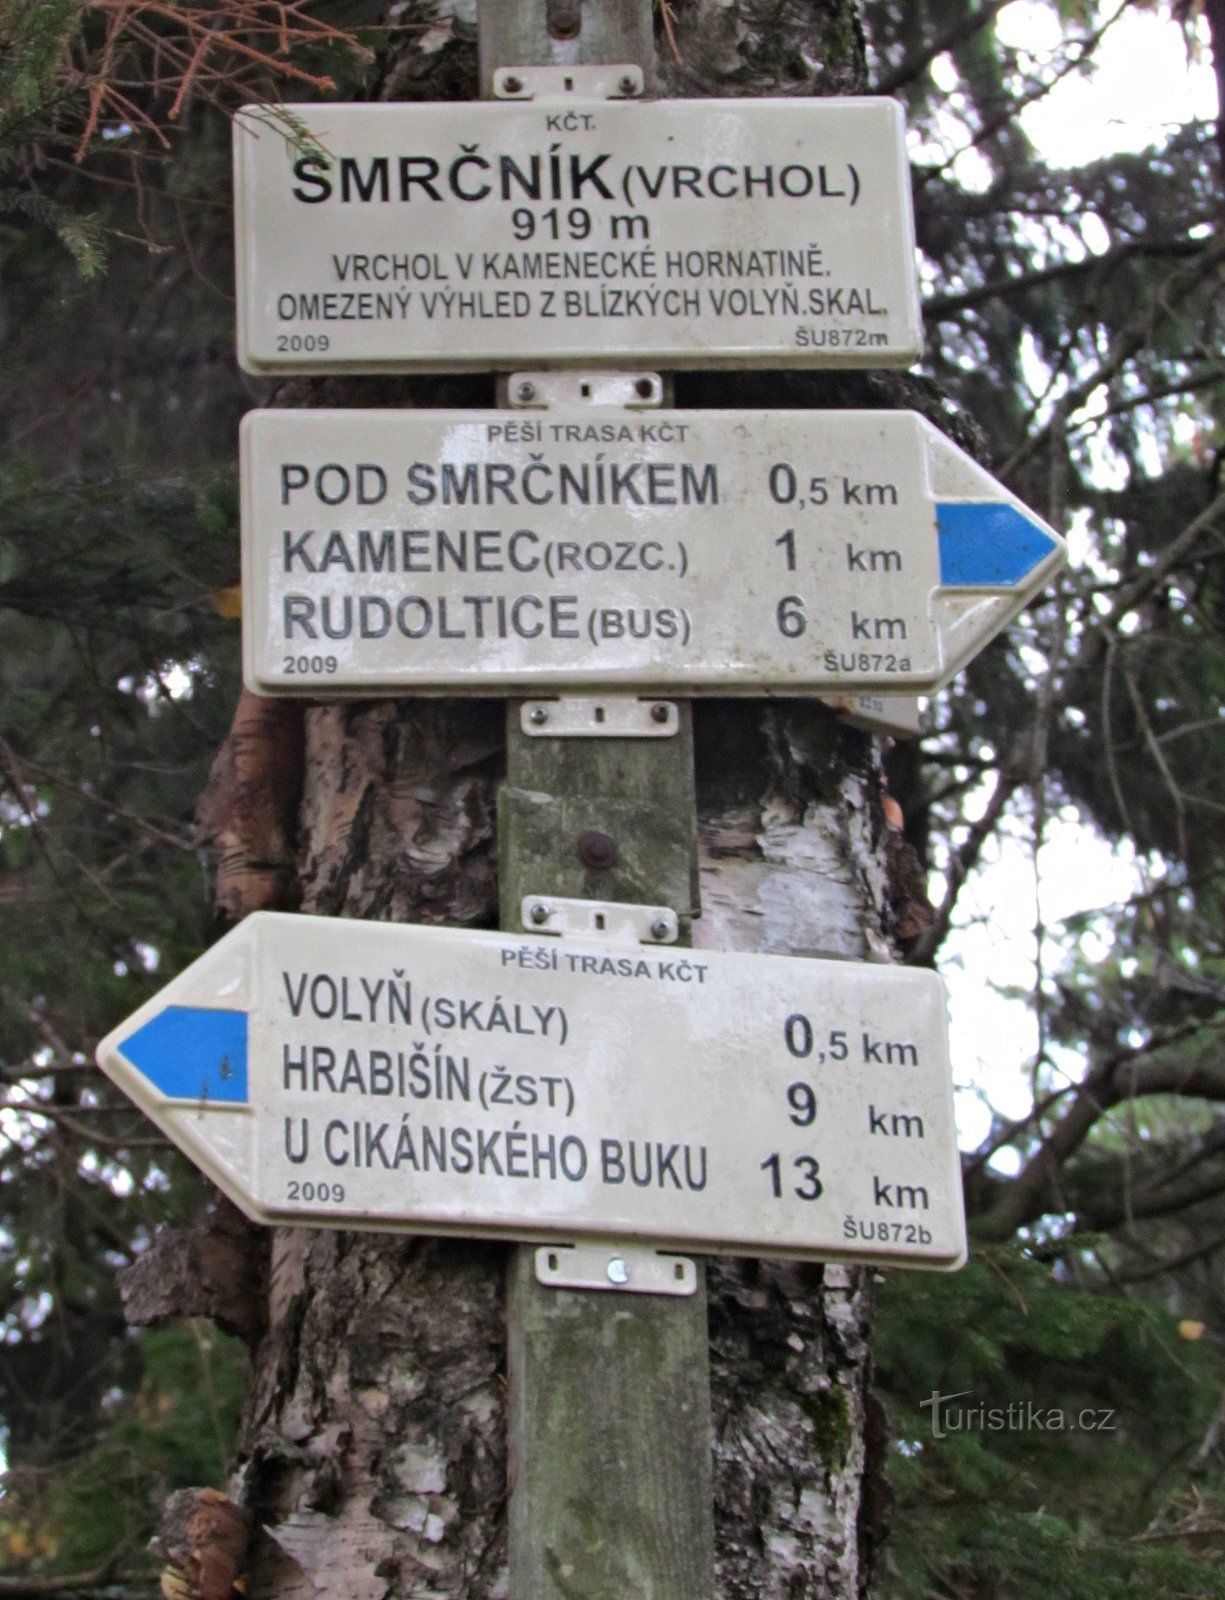 KČT.
SMRČNÍK (VRCHOL)
919 m
VRCHOL V KAMENECKÉ HORNATINĚ.
OMEZENÝ VÝHLED Z BLÍZKÝCH VOLYŇ.SKAL.
2009 ŠU872m
PĚŠÍ TRASA KČT
POD SMRČNÍKEM 0,5 km
KAMENEC (ROZC.) 1 km
RUDOLTICE (BUS) 6 km
2009 ŠU872a
PĚŠÍ TRASA KČT
VOLYŇ (SKÁLY) 0,5 km
HRABIŠÍN (ŽST) 9 km
U CIKÁNSKÉHO BUKU 13 km
2009 ŠU872b
Turistika.cz